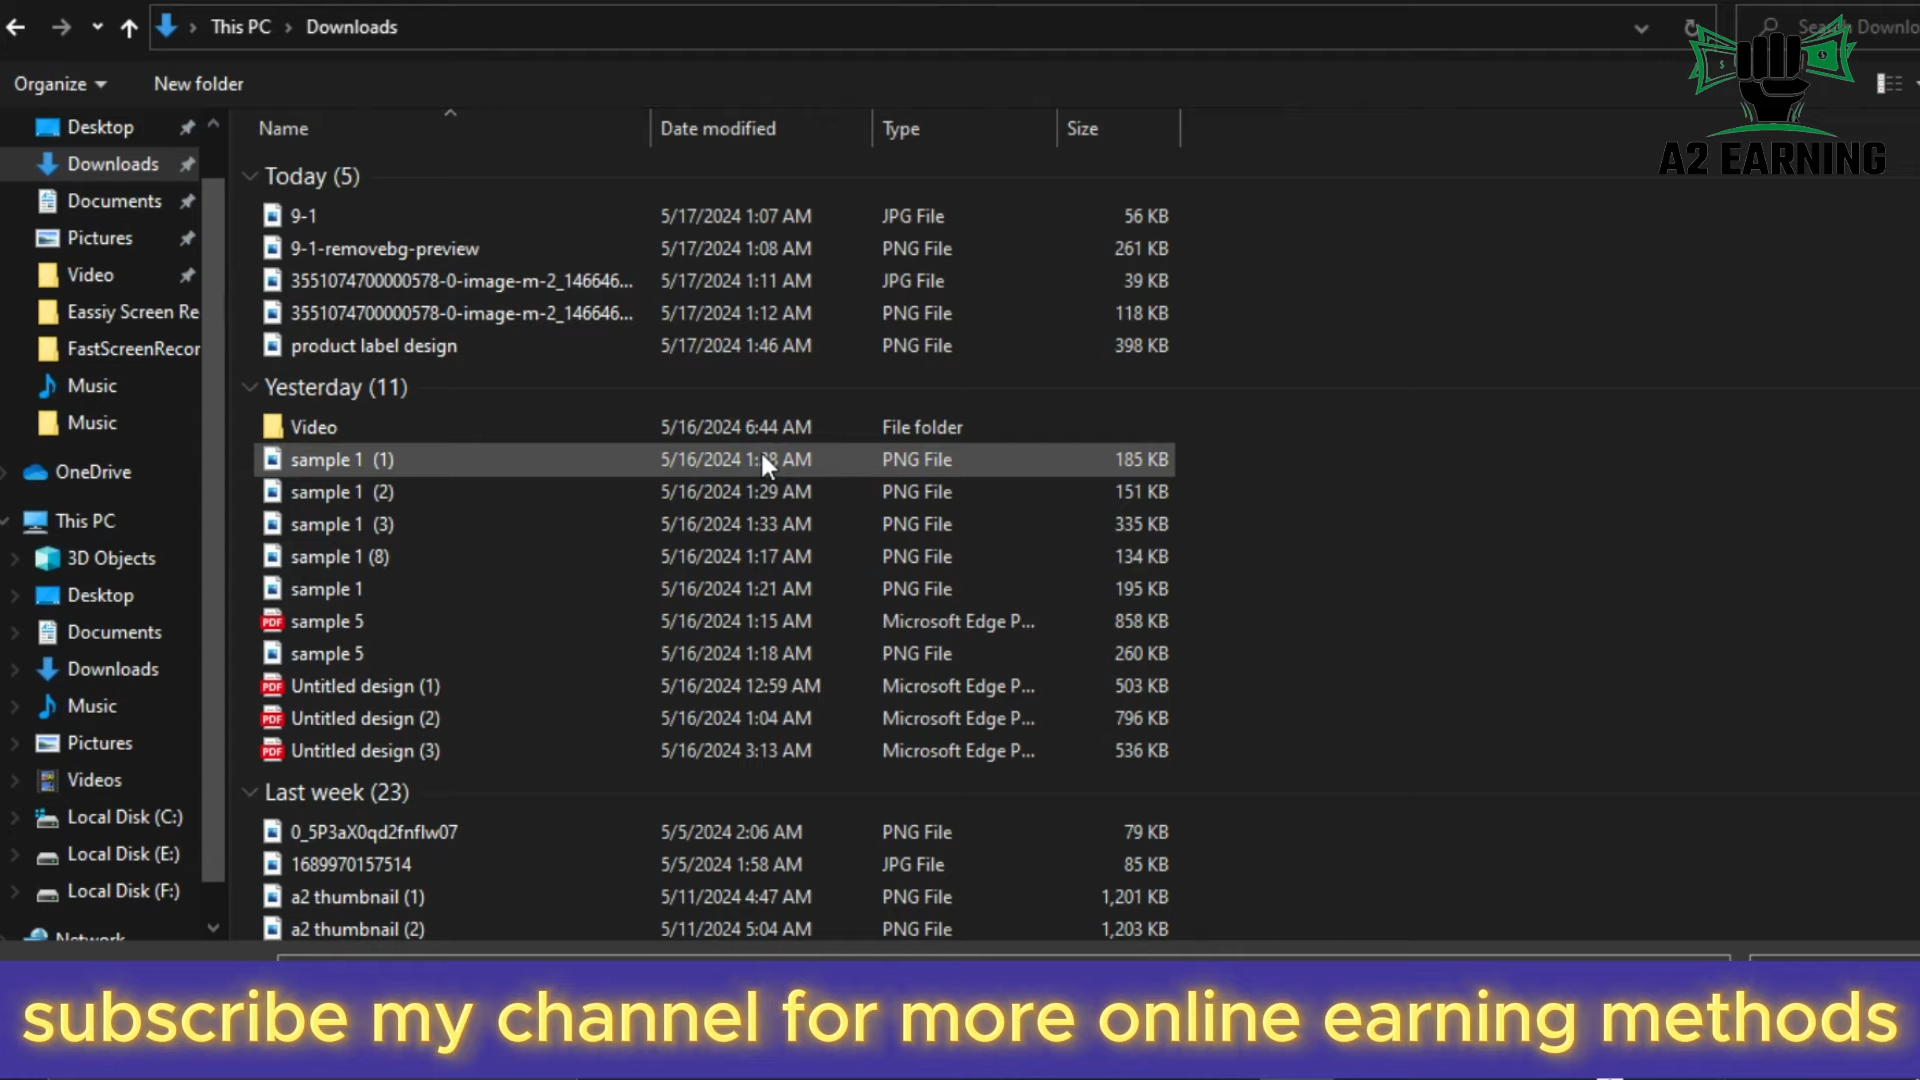 This PC > Downloads
Organize
New folder
A2 EARNING
Name Date modified Type Size
Desktop
Downloads
Documents
Pictures
Video
Eassiy Screen Re
FastScreenRecor
Music
Music
OneDrive
This PC
3D Objects
Desktop
Documents
Downloads
Music
Pictures
Videos
Local Disk (C:)
Local Disk (E:)
Local Disk (F:)
Network
Today (5)
9-1 5/17/2024 1:07 AM JPG File 56 KB
9-1-removebg-preview 5/17/2024 1:08 AM PNG File 261 KB
3551074700000578-0-image-m-2_146646... 5/17/2024 1:11 AM JPG File 39 KB
3551074700000578-0-image-m-2_146646... 5/17/2024 1:12 AM PNG File 118 KB
product label design 5/17/2024 1:46 AM PNG File 398 KB
Yesterday (11)
Video 5/16/2024 6:44 AM File folder
sample 1 (1) 5/16/2024 AM PNG File 185 KB
sample 1 (2) 5/16/2024 1:29 AM PNG File 151 KB
sample 1 (3) 5/16/2024 1:33 AM PNG File 335 KB
sample 1 (8) 5/16/2024 1:17 AM PNG File 134 KB
sample 1 5/16/2024 1:21 AM PNG File 195 KB
sample 5 5/16/2024 1:15 AM Microsoft Edge P... 858 KB
sample 5 5/16/2024 1:18 AM PNG File 260 KB
Untitled design (1) 5/16/2024 12:59 AM Microsoft Edge P... 503 KB
Untitled design (2) 5/16/2024 1:04 AM Microsoft Edge P... 796 KB
Untitled design (3) 5/16/2024 3:13 AM Microsoft Edge P... 536 KB
Last week (23)
0_5P3aX0qd2fnfIw07 5/5/2024 2:06 AM PNG File 79 KB
1689970157514 5/5/2024 1:58 AM JPG File 85 KB
a2 thumbnail (1) 5/11/2024 4:47 AM PNG File 1,201 KB
a2 thumbnail (2) 5/11/2024 5:04 AM PNG File 1,203 KB
subscribe my channel for more online earning methods